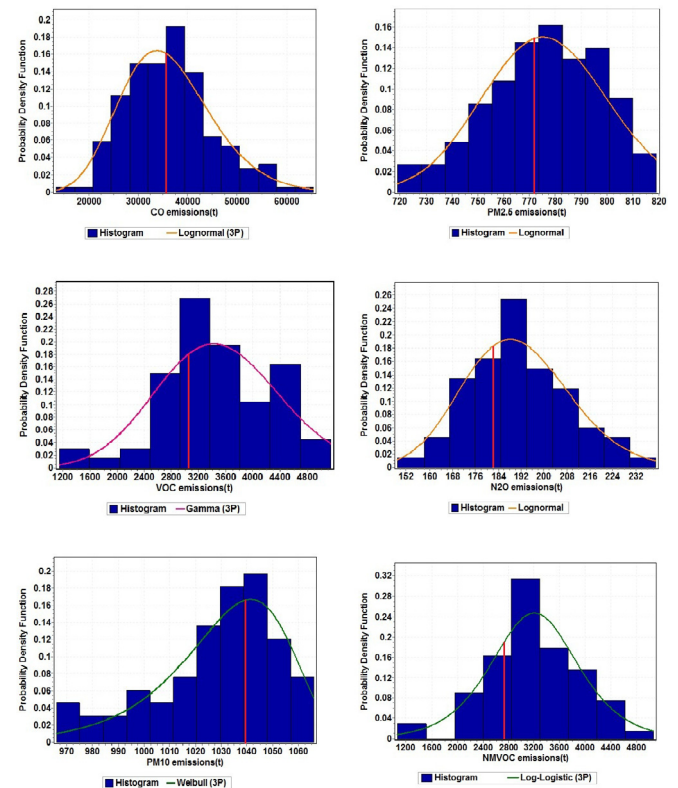 Probability Density Function
0.2
0.18
0.16
0.14
0.12
0.1
0.08
0.06
0.04
0.02
0
20000 30000 40000 50000 60000
CO emissions(t)
Histogram Lognormal (3P)
Probability Density Function
0.16
0.14
0.12
0.1
0.08
0.06
0.04
0.02
0
720 730 740 750 760 770 780 790 800 810 820
PM2.5 emissions(t)
Histogram Lognormal
Probability Density Function
0.28
0.26
0.24
0.22
0.2
0.18
0.16
0.14
0.12
0.1
0.08
0.06
0.04
0.02
0
1200 1600 2000 2400 2800 3200 3600 4000 4400 4800
VOC emissions(t)
Histogram Gamma (3P)
Probability Density Function
0.26
0.24
0.22
0.2
0.18
0.16
0.14
0.12
0.1
0.08
0.06
0.04
0.02
0
152 160 168 176 184 192 200 208 216 224 232
N2O emissions(t)
Histogram Lognormal
Probability Density Function
0.2
0.18
0.16
0.14
0.12
0.1
0.08
0.06
0.04
0.02
0
970 980 990 1000 1010 1020 1030 1040 1050 1060
PM10 emissions(t)
Histogram Weibull (3P)
Probability Density Function
0.32
0.28
0.24
0.2
0.16
0.12
0.08
0.04
0
1200 1600 2000 2400 2800 3200 3600 4000 4400 4800
NMVOC emissions(t)
Histogram Log-Logistic (3P)